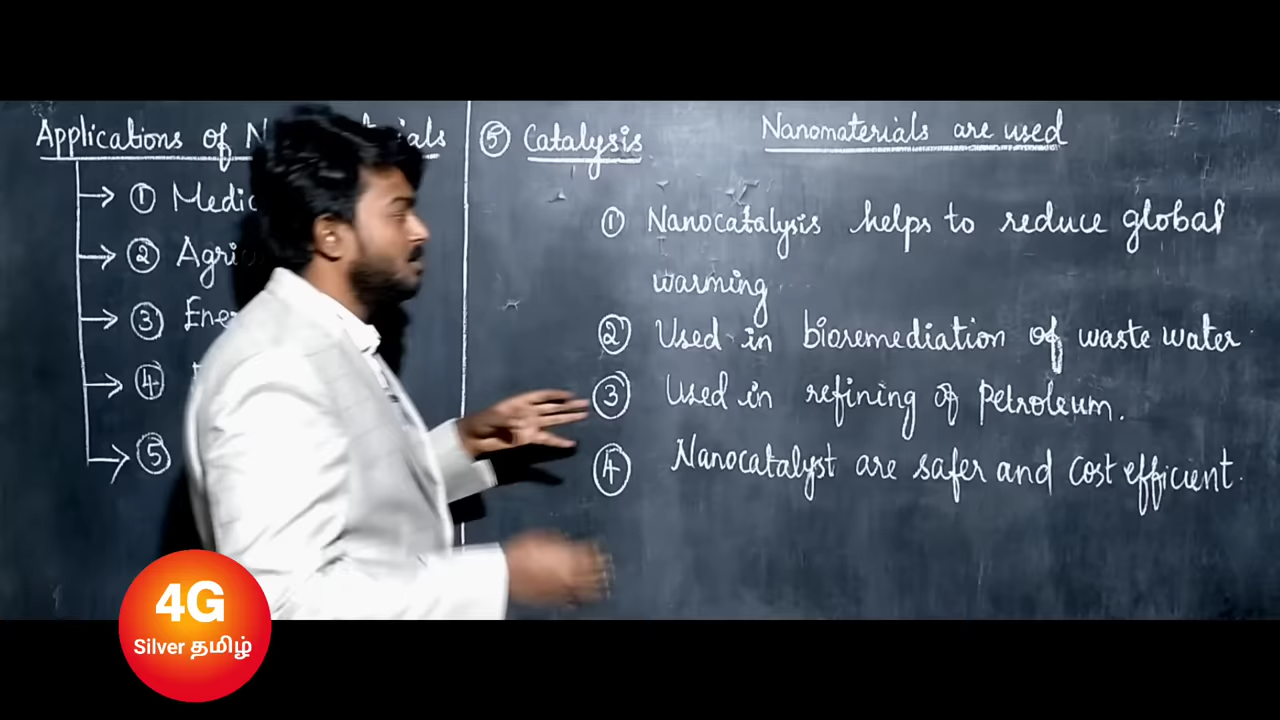 Applications of
① Medic
② Agri
③ Ene
④
⑤
⑤ Catalysis
Nanomaterials are used
① Nanocatalysis helps to reduce global
warming
② Used in bioremediation of waste water.
③ Used in refining of Petroleum.
④ Nanocatalyst are safer and cost efficient.
4G
Silver தமிழ்